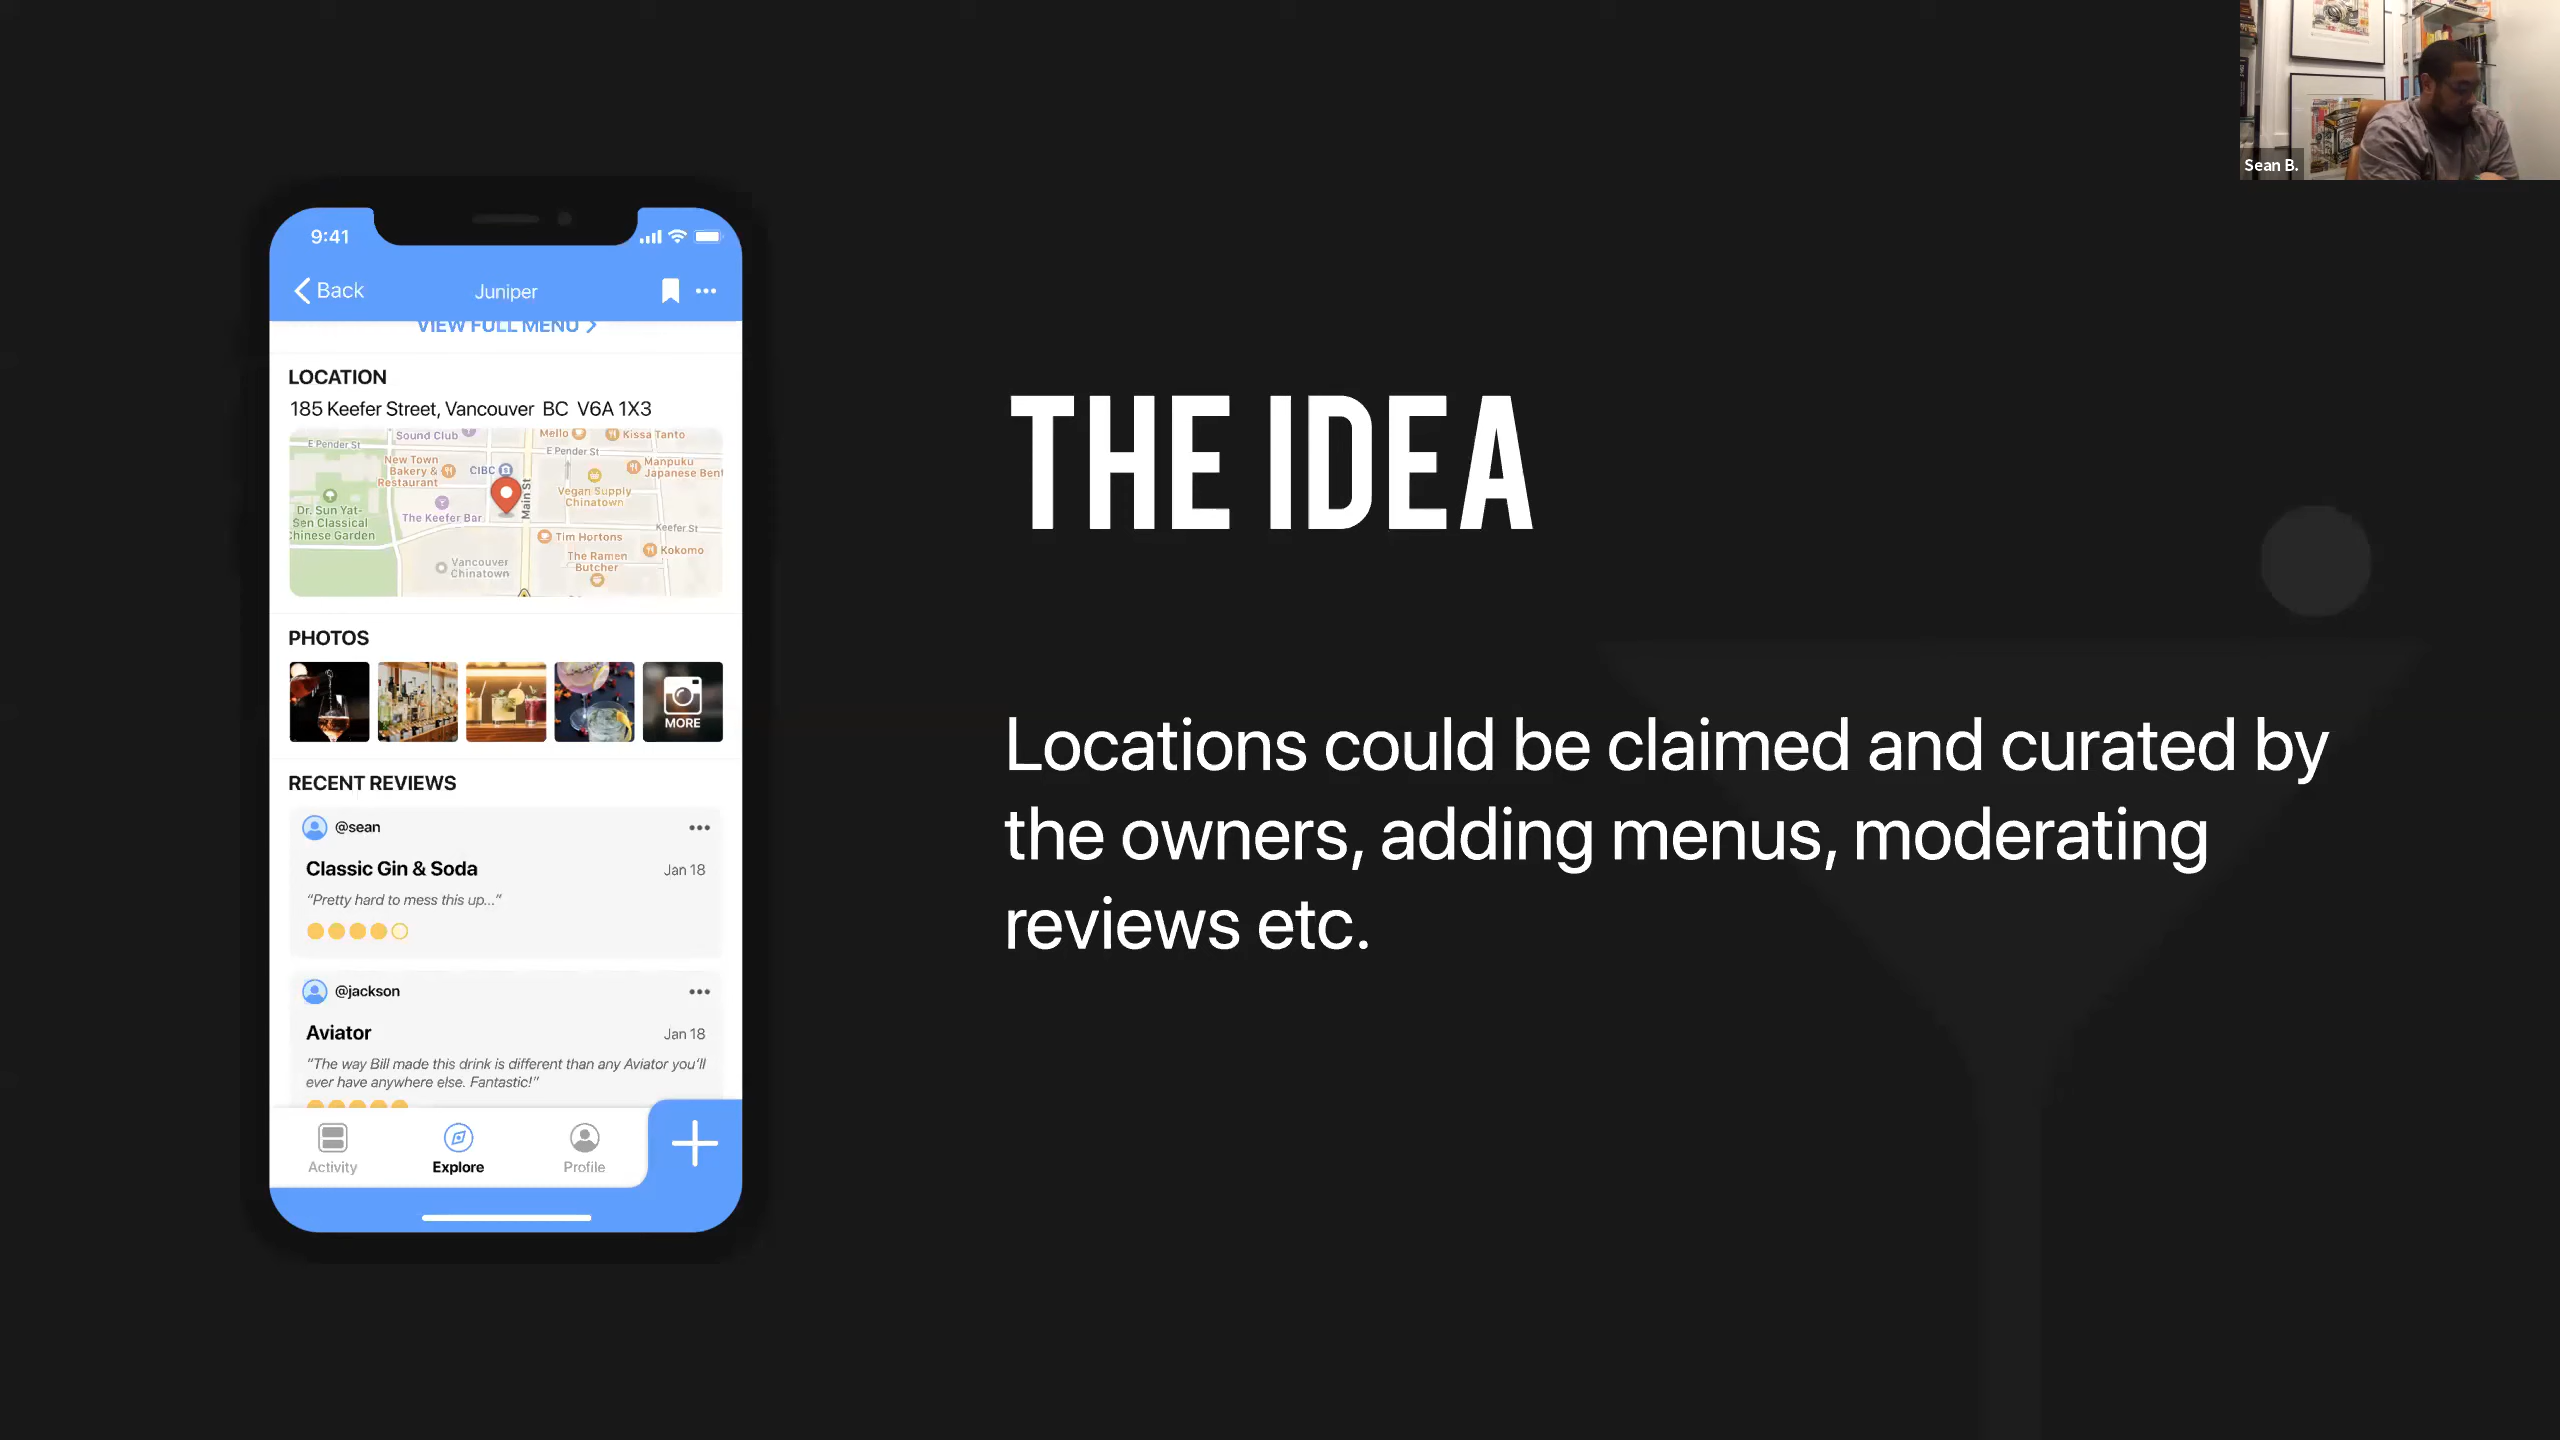 Sean B.
9:41
Back
Juniper
VIEW FULL MENU
LOCATION
185 Keefer Street, Vancouver BC V6A 1X3
Sound Club
Mello
Kissa Tanto
E Pender St
E Pender St
New Town
Bakery &
Restaurant
CIBC
Manpuku
Japanese Bent
Main St
Vegan Supply
Chinatown
Dr. Sun Yat-
Sen Classical
Chinese Garden
The Keefer Bar
Keefer St
Tim Hortons
Kokomo
The Ramen
Butcher
Vancouver
Chinatown
PHOTOS
MORE
RECENT REVIEWS
@sean
Classic Gin & Soda
Jan 18
"Pretty hard to mess this up..."
@jackson
Aviator
Jan 18
"The way Bill made this drink is different than any Aviator you'll
ever have anywhere else. Fantastic!"
Activity
Explore
Profile
THE IDEA
Locations could be claimed and curated by
the owners, adding menus, moderating
reviews etc.